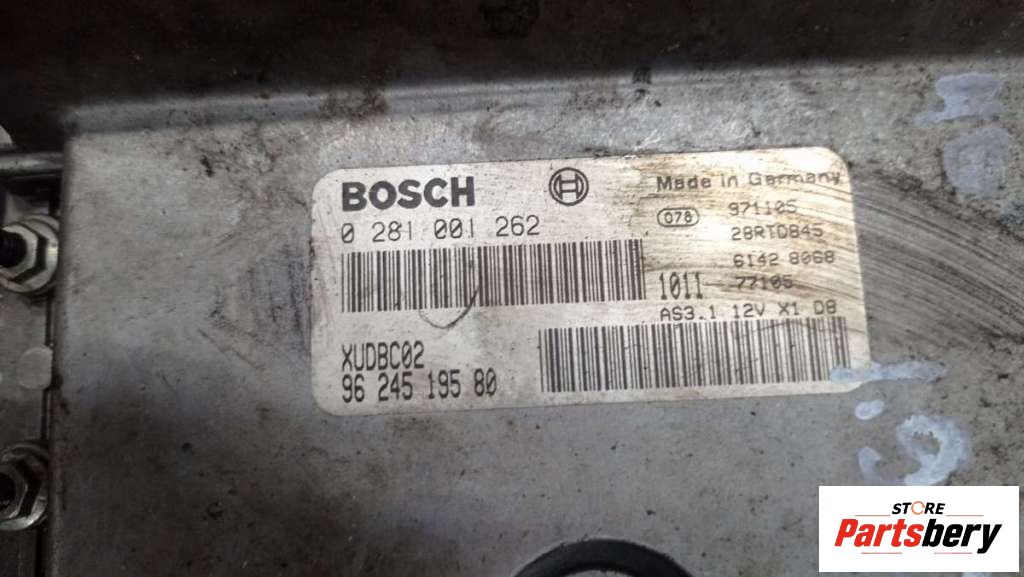 BOSCH
Made in Germany
0 281 001 262
078
971105
28RTD845
6142 8068
1011
77105
AS3.1 12V X1 D8
XUDBC02
96 245 195 80
STORE
Partsbery